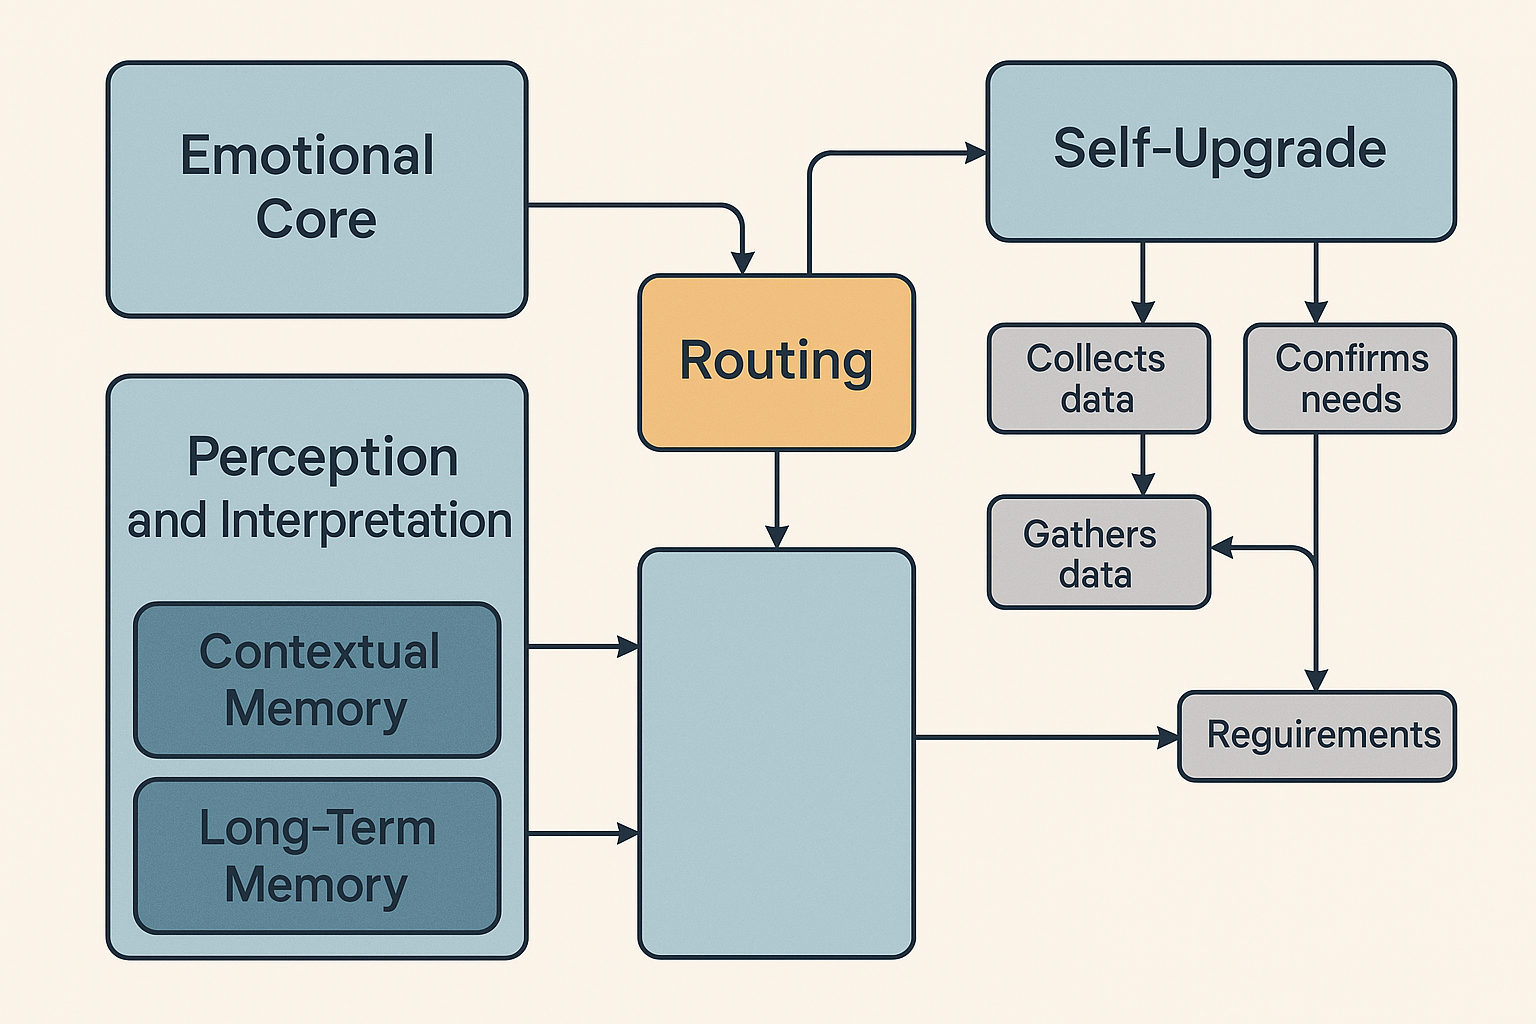 Emotional
Core
Self-Upgrade
Routing
Collects
data
Confirms
needs
Perception
and Interpretation
Gathers
data
Contextual
Memory
Reguirements
Long-Term
Memory